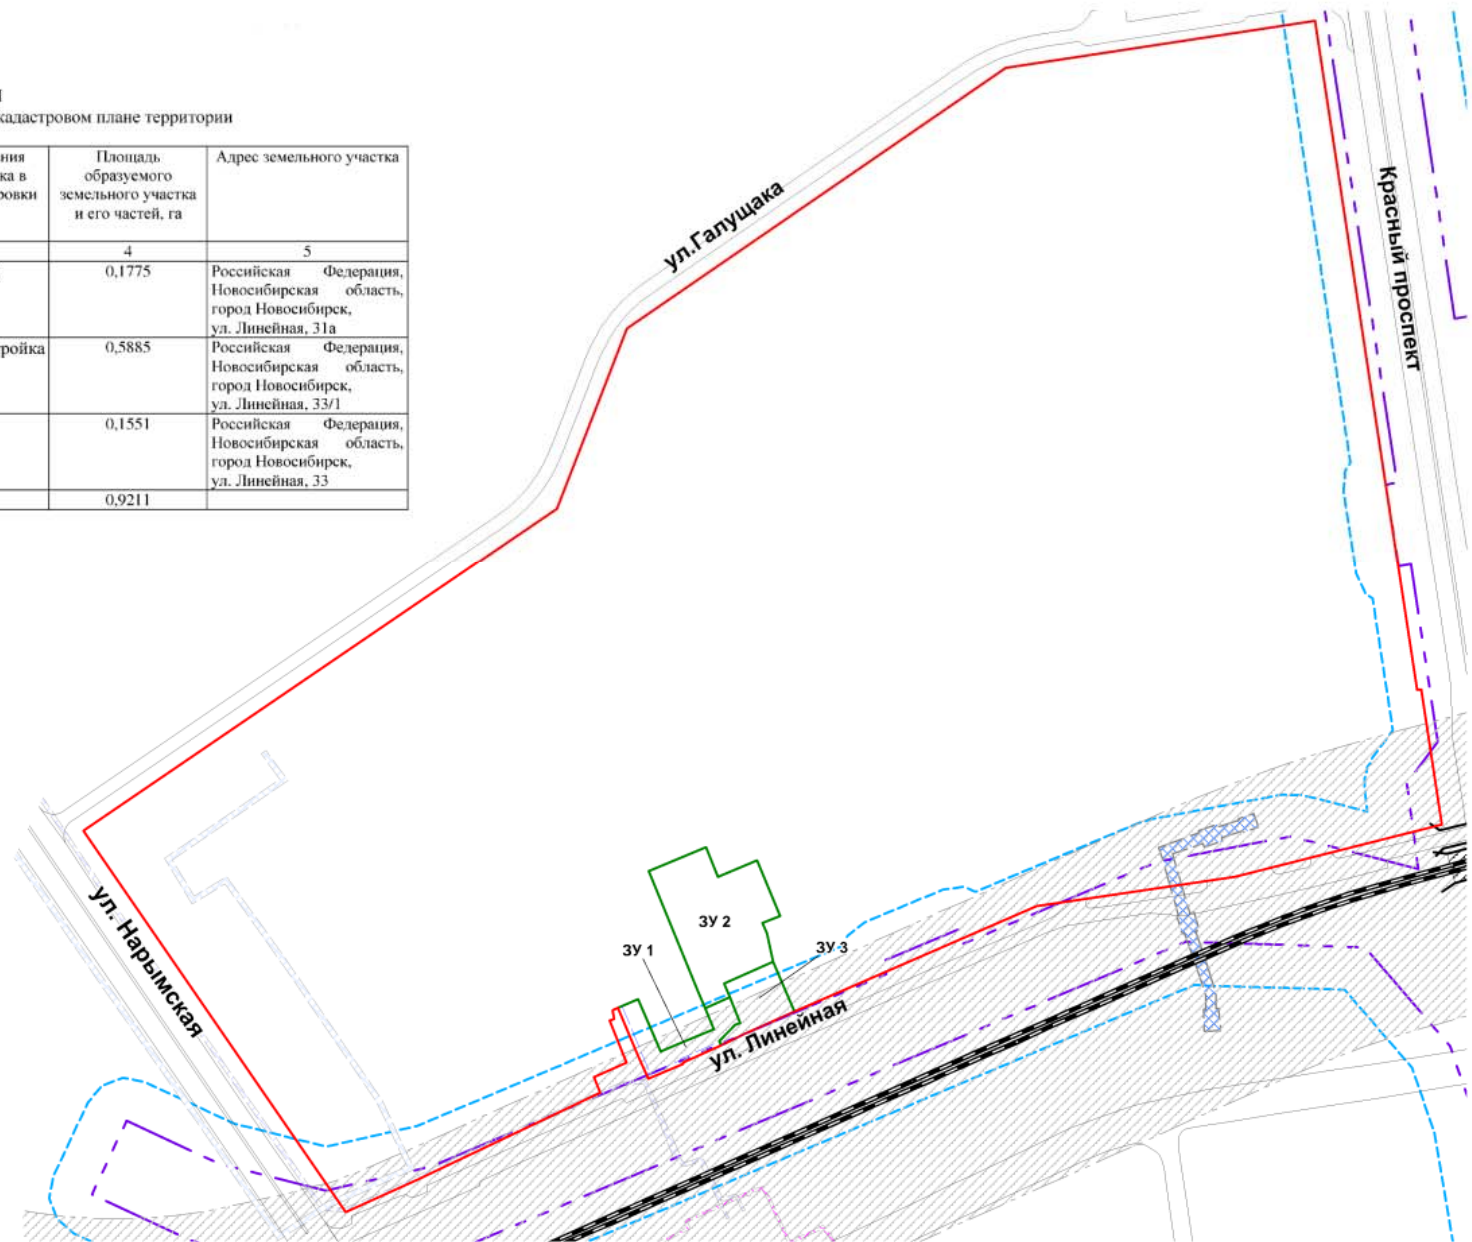 кадастровом плане территории
Площадь
образуемого
земельного участка
и его частей, га
Адрес земельного участка
4
5
0,1775
Российская Федерация,
Новосибирская область,
город Новосибирск,
ул. Линейная, 31а
0,5885
Российская Федерация,
Новосибирская область,
город Новосибирск,
ул. Линейная, 33/1
0,1551
Российская Федерация,
Новосибирская область,
город Новосибирск,
ул. Линейная, 33
0,9211
ул.Галущака
Красный проспект
ул. Нарымская
ЗУ 1
ЗУ 2
ЗУ 3
ул. Линейная